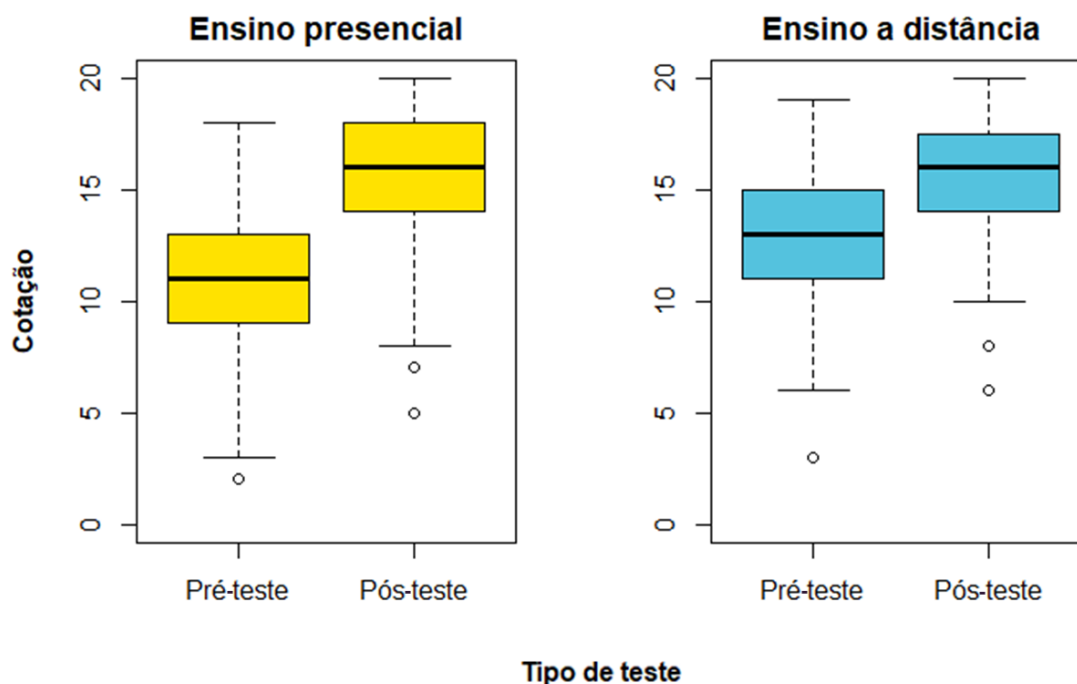 Ensino presencial
Ensino a distância
Cotação
20
15
10
5
0
Pré-teste
Pós-teste
20
15
10
5
0
Pré-teste
Pós-teste
Tipo de teste